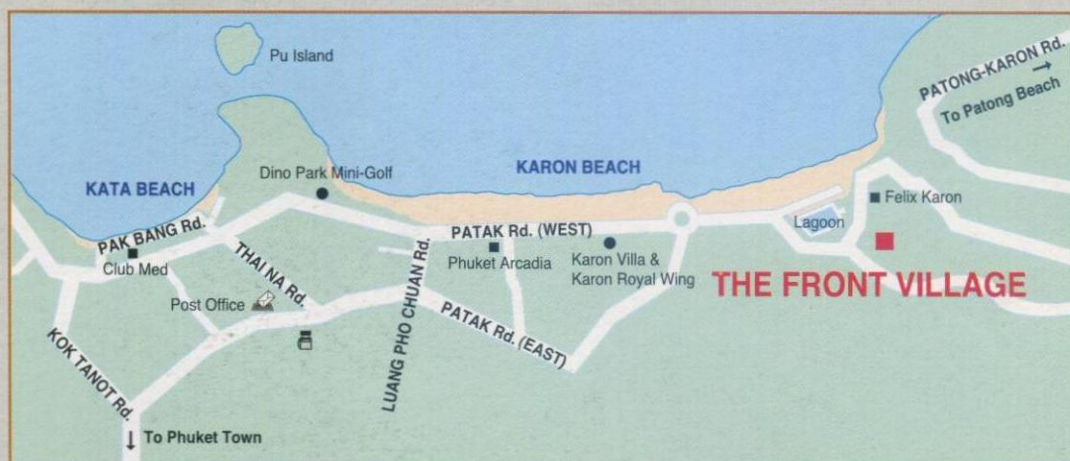 Pu Island
PATONG-KARON Rd.
To Patong Beach
KATA BEACH
Dino Park Mini-Golf
KARON BEACH
Felix Karon
Lagoon
PAK BANG Rd.
Club Med
THAI NA Rd.
PATAK Rd. (WEST)
Phuket Arcadia
Karon Villa &
Karon Royal Wing
THE FRONT VILLAGE
Post Office
LUANG PHO CHUAN Rd.
PATAK Rd. (EAST)
KOK TANOT Rd.
To Phuket Town